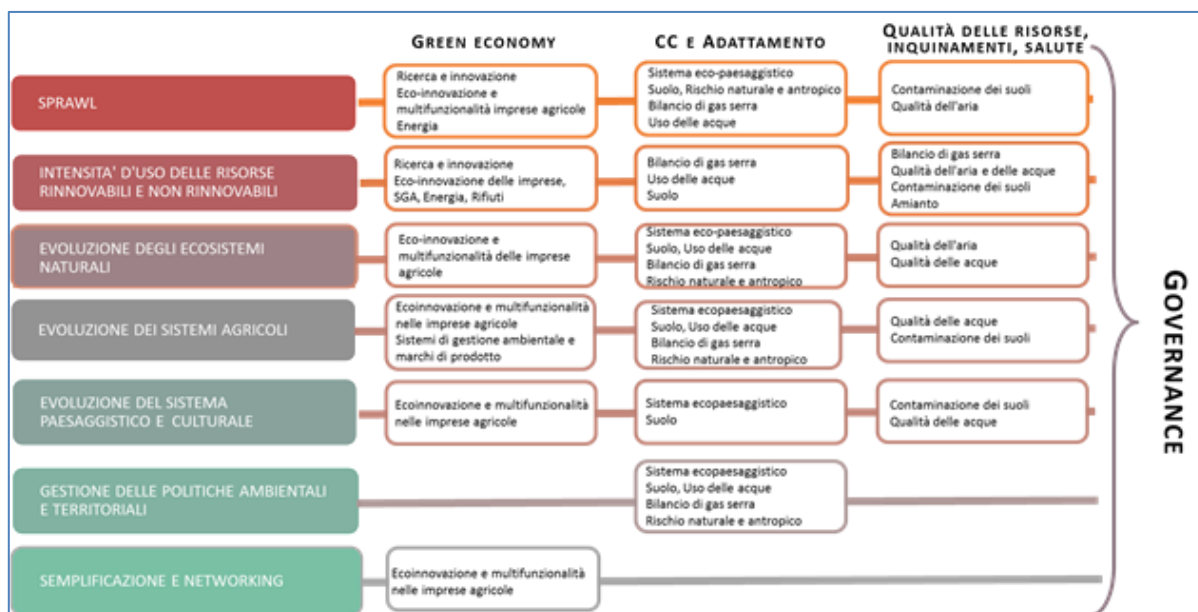 GREEN ECONOMY
CC E ADATTAMENTO
QUALITÀ DELLE RISORSE,
INQUINAMENTI, SALUTE
SPRAWL
Ricerca e innovazione
Eco-innovazione e
multifunzionalità imprese agricole
Energia
Sistema eco-paesaggistico
Suolo, Rischio naturale e antropico
Bilancio di gas serra
Uso delle acque
Contaminazione dei suoli
Qualità dell'aria
INTENSITA' D'USO DELLE RISORSE
RINNOVABILI E NON RINNOVABILI
Ricerca e innovazione
Eco-innovazione delle imprese,
SGA, Energia, Rifiuti
Bilancio di gas serra
Uso delle acque
Suolo
Bilancio di gas serra
Qualità dell'aria e delle acque
Contaminazione dei suoli
Amianto
EVOLUZIONE DEGLI ECOSISTEMI
NATURALI
Eco-innovazione e
multifunzionalità delle imprese
agricole
Sistema eco-paesaggistico
Suolo, Uso delle acque
Bilancio di gas serra
Rischio naturale e antropico
Qualità dell'aria
Qualità delle acque
EVOLUZIONE DEI SISTEMI AGRICOLI
Ecoinnovazione e multifunzionalità
nelle imprese agricole
Sistemi di gestione ambientale e
marchi di prodotto
Sistema ecopaesaggistico
Suolo, Uso delle acque
Bilancio di gas serra
Rischio naturale e antropico
Qualità delle acque
Contaminazione dei suoli
EVOLUZIONE DEL SISTEMA
PAESAGGISTICO E CULTURALE
Ecoinnovazione e multifunzionalità
nelle imprese agricole
Sistema ecopaesaggistico
Suolo
Contaminazione dei suoli
Qualità delle acque
GESTIONE DELLE POLITICHE AMBIENTALI
E TERRITORIALI
Sistema ecopaesaggistico
Suolo, Uso delle acque
Bilancio di gas serra
Rischio naturale e antropico
SEMPLIFICAZIONE E NETWORKING
Ecoinnovazione e multifunzionalità
nelle imprese agricole
GOVERNANCE